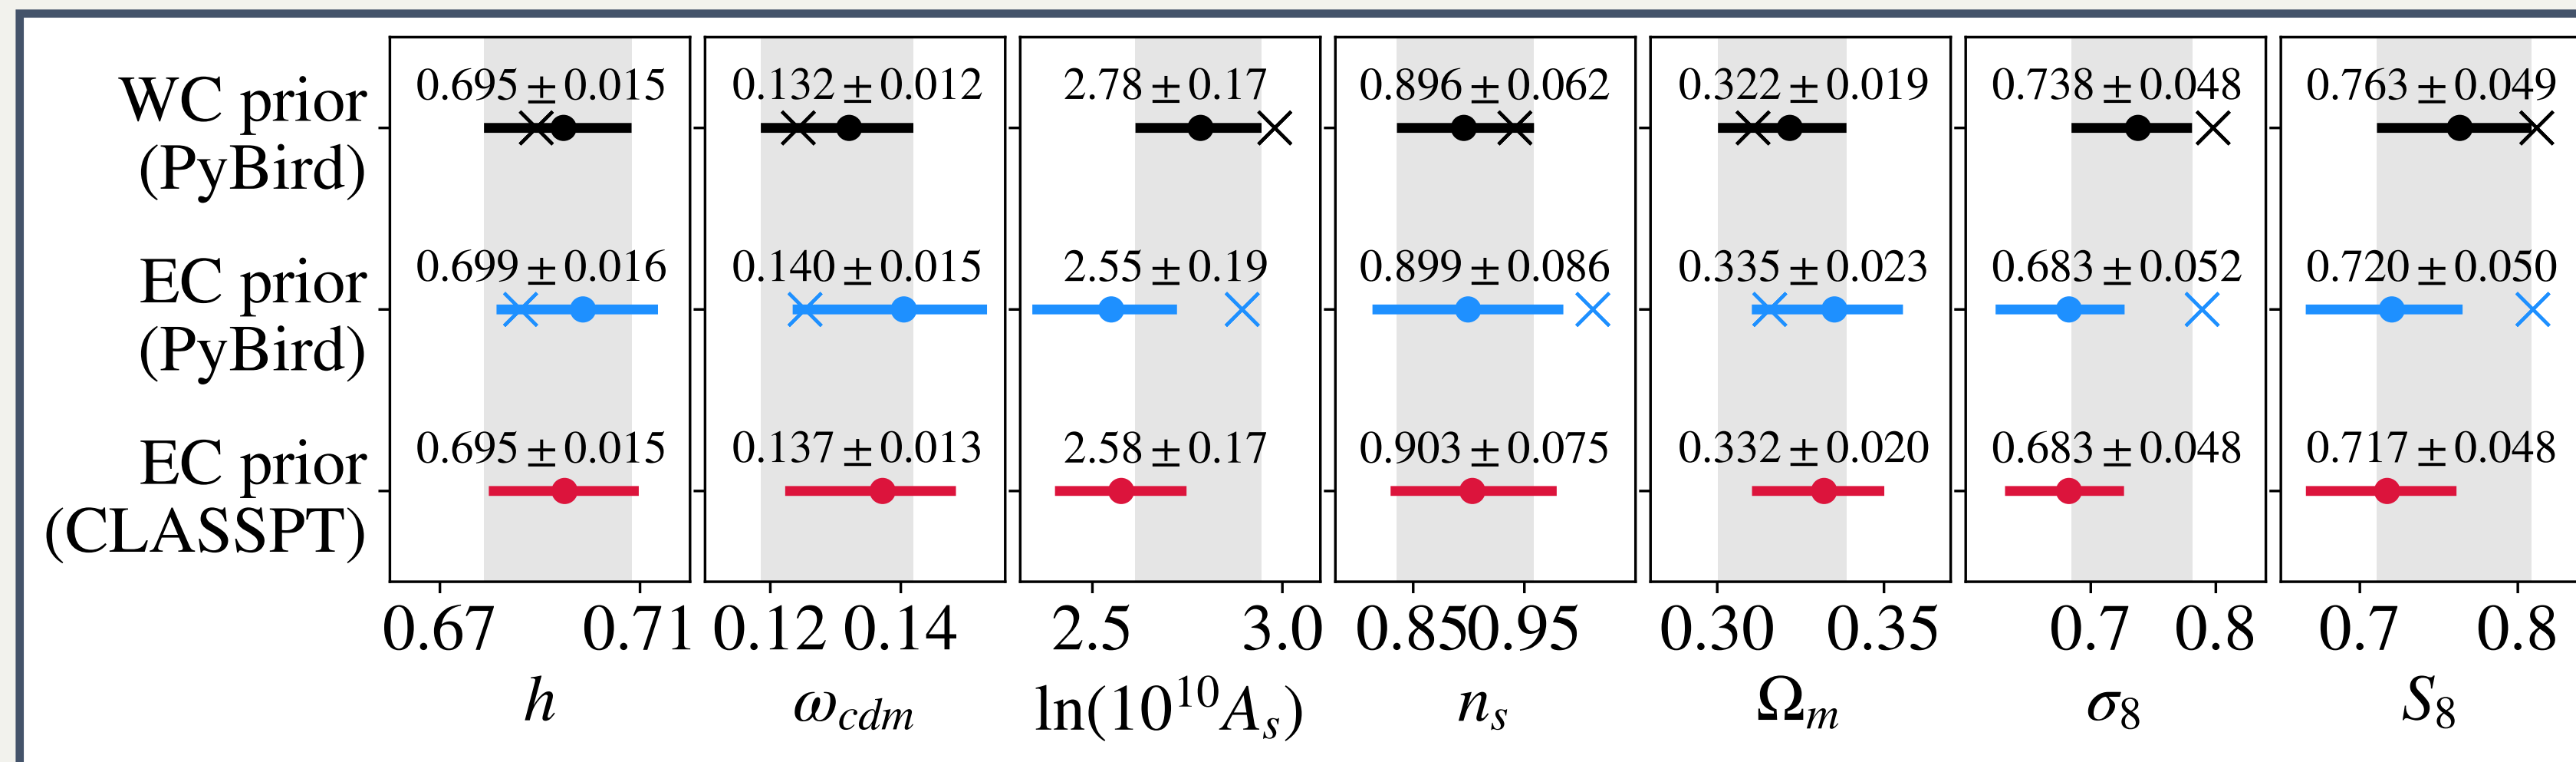 WC prior
(PyBird)
0.695 ± 0.015 0.132 ± 0.012 2.78 ± 0.17 0.896 ± 0.062 0.322 ± 0.019 0.738 ± 0.048 0.763 ± 0.049
EC prior
(PyBird)
0.699 ± 0.016 0.140 ± 0.015 2.55 ± 0.19 0.899 ± 0.086 0.335 ± 0.023 0.683 ± 0.052 0.720 ± 0.050
EC prior
(CLASSPT)
0.695 ± 0.015 0.137 ± 0.013 2.58 ± 0.17 0.903 ± 0.075 0.332 ± 0.020 0.683 ± 0.048 0.717 ± 0.048
0.67 0.71 0.12 0.14 2.5 3.0 0.85 0.95 0.30 0.35 0.7 0.8 0.7 0.8
h ω_cdm ln(10^10 A_s) n_s Ω_m σ_8 S_8